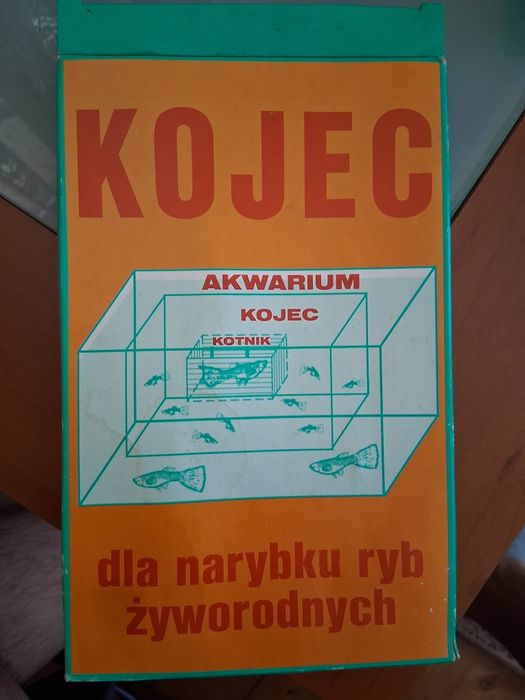 KOJEC
AKWARIUM
KOJEC
KOTNIK
dla narybku ryb
żyworodnych